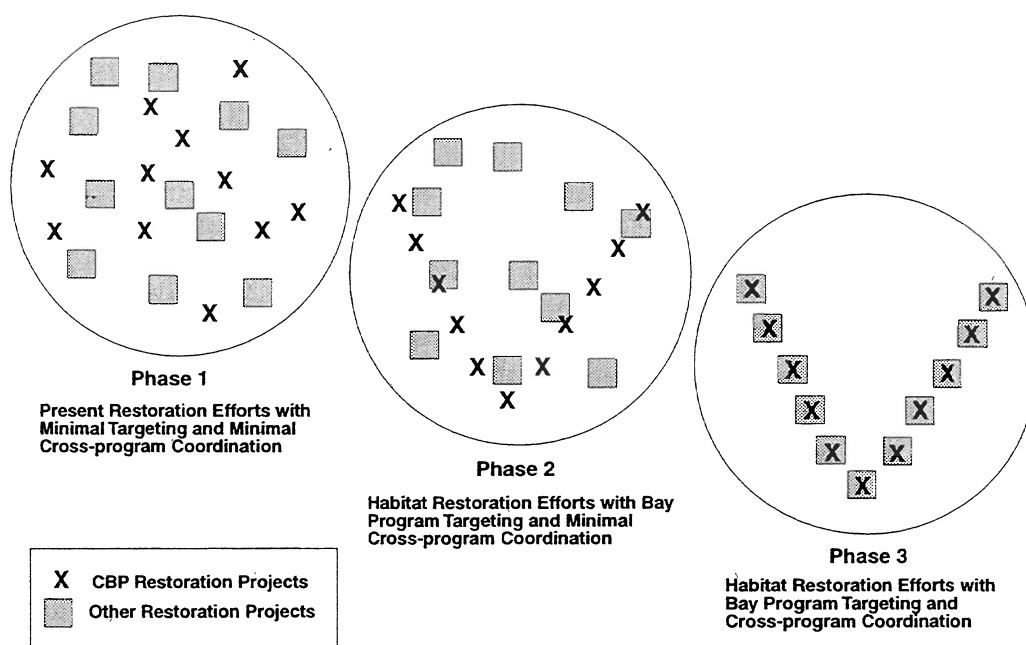 Phase 1
Present Restoration Efforts with
Minimal Targeting and Minimal
Cross-program Coordination
Phase 2
Habitat Restoration Efforts with Bay
Program Targeting and Minimal
Cross-program Coordination
Phase 3
Habitat Restoration Efforts with
Bay Program Targeting and
Cross-program Coordination
X CBP Restoration Projects
Other Restoration Projects